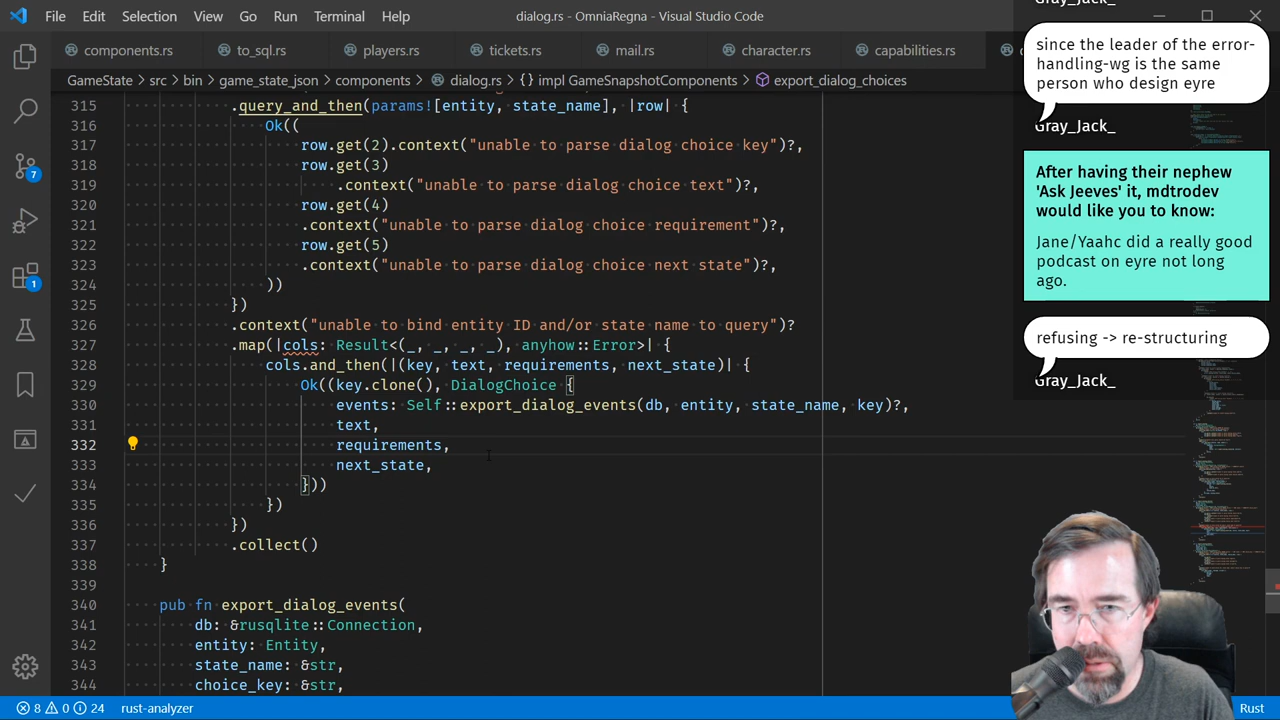 File Edit Selection View Go Run Terminal Help
dialog.rs - OmniaRegna - Visual Studio Code
components.rs to_sql.rs players.rs tickets.rs mail.rs character.rs capabilities.rs
GameState > src > bin > game_state_json > components > dialog.rs > {} impl GameSnapshotComponents > export_dialog_choices
315
316
317
318
319
320
321
322
323
324
325
326
327
328
329
330
331
332
333
334
335
336
337
338
339
340
341
342
343
344
.query_and_then(params![entity, state_name], |row| {
Ok((
row.get(2).context("unable to parse dialog choice key")?,
row.get(3)
.context("unable to parse dialog choice text")?,
row.get(4)
.context("unable to parse dialog choice requirement")?,
row.get(5)
.context("unable to parse dialog choice next state")?,
))
})
.context("unable to bind entity ID and/or state name to query")?
.map(|cols: Result<(_, _, _, _), anyhow::Error>| {
cols.and_then(|(key, text, requirements, next_state)| {
Ok((key.clone(), DialogChoice {
events: Self::export_dialog_events(db, entity, state_name, key)?,
text,
requirements,
next_state,
}))
})
})
.collect()
}
pub fn export_dialog_events(
db: &rusqlite::Connection,
entity: Entity,
state_name: &str,
choice_key: &str,
Gray_Jack_
since the leader of the error-
handling-wg is the same
person who design eyre
Gray_Jack_
After having their nephew
'Ask Jeeves' it, mdtrodev
would like you to know:
Jane/Yaahc did a really good
podcast on eyre not long
ago.
refusing -> re-structuring
Gray_Jack_
7
1
8 0 24 rust-analyzer
Rust